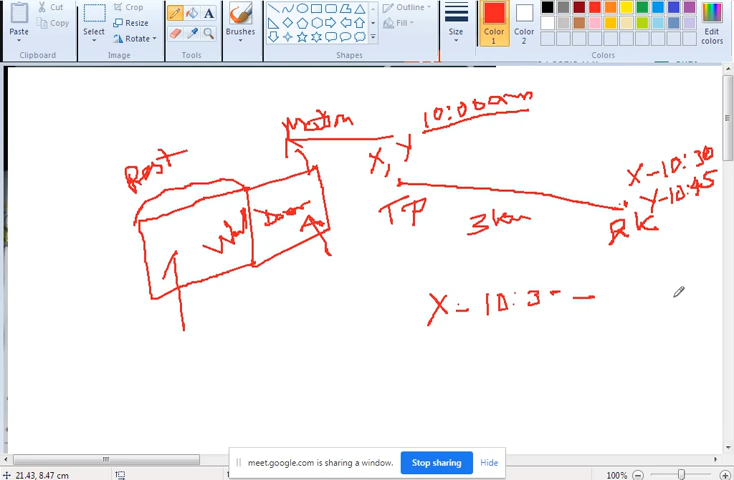 Paste
Cut
Copy
Clipboard
Select
Crop
Resize
Rotate
Image
Tools
Brushes
Shapes
Outline
Fill
Size
Color 1
Color 2
Colors
Edit colors
10:00am
Motion
Rest
X, Y
X-10:30
Y-10:45
Wall
Door
TP
3km
RK
X - 10:3 -
meet.google.com is sharing a window.
Stop sharing
Hide
21.43, 8.47 cm
100%